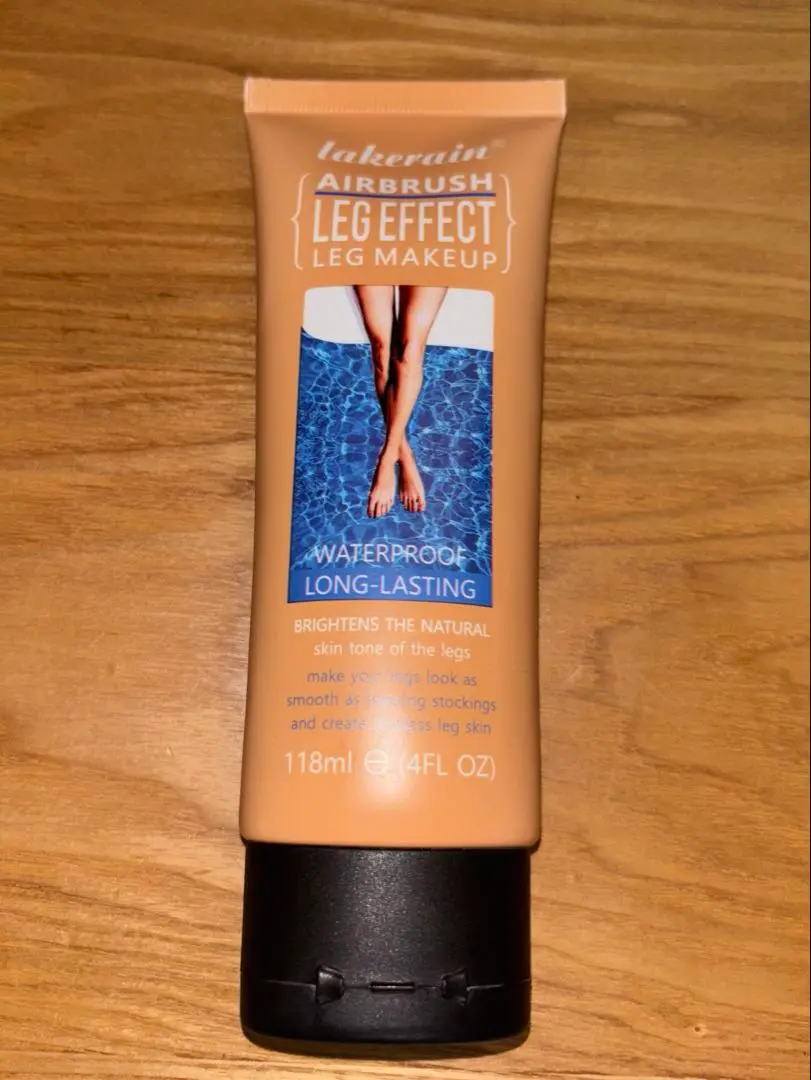 lakerain®
AIRBRUSH
LEG EFFECT
LEG MAKEUP
WATERPROOF
LONG-LASTING
BRIGHTENS THE NATURAL
skin tone of the legs
make your legs look as
smooth as stockings
and create leg skin
118ml ⊖ (4FL OZ)